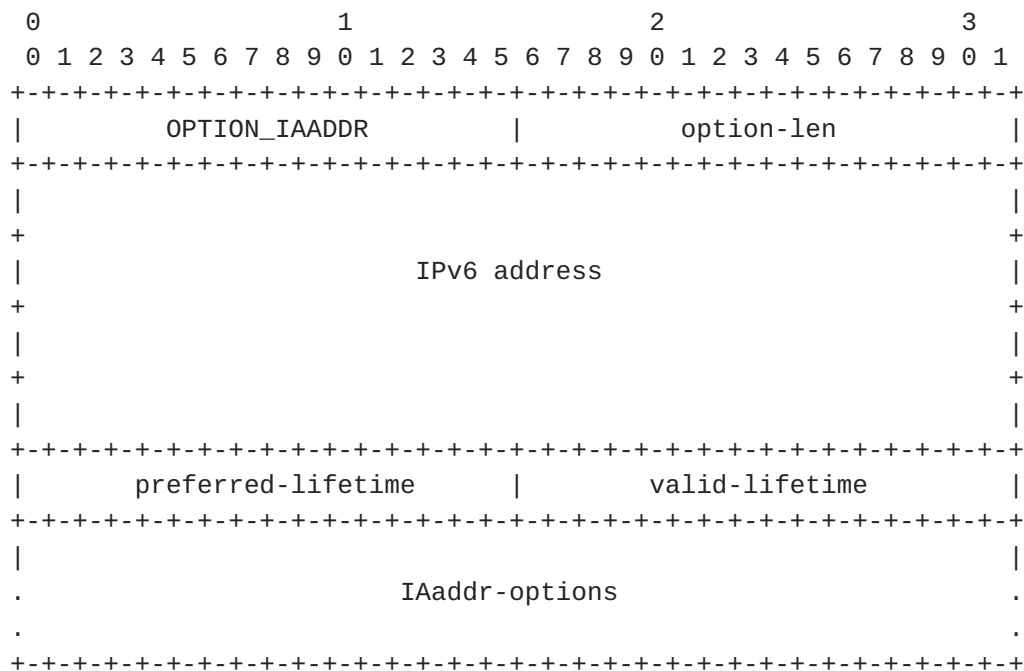 0                   1                   2                   3
 0 1 2 3 4 5 6 7 8 9 0 1 2 3 4 5 6 7 8 9 0 1 2 3 4 5 6 7 8 9 0 1
+-+-+-+-+-+-+-+-+-+-+-+-+-+-+-+-+-+-+-+-+-+-+-+-+-+-+-+-+-+-+-+-+
|         OPTION_IAADDR         |          option-len           |
+-+-+-+-+-+-+-+-+-+-+-+-+-+-+-+-+-+-+-+-+-+-+-+-+-+-+-+-+-+-+-+-+
|                                                               |
+                                                               +
|                         IPv6 address                          |
+                                                               +
|                                                               |
+                                                               +
|                                                               |
+-+-+-+-+-+-+-+-+-+-+-+-+-+-+-+-+-+-+-+-+-+-+-+-+-+-+-+-+-+-+-+-+
|       preferred-lifetime      |        valid-lifetime         |
+-+-+-+-+-+-+-+-+-+-+-+-+-+-+-+-+-+-+-+-+-+-+-+-+-+-+-+-+-+-+-+-+
|                                                               |
.                        IAaddr-options                         .
.                                                               .
+-+-+-+-+-+-+-+-+-+-+-+-+-+-+-+-+-+-+-+-+-+-+-+-+-+-+-+-+-+-+-+-+